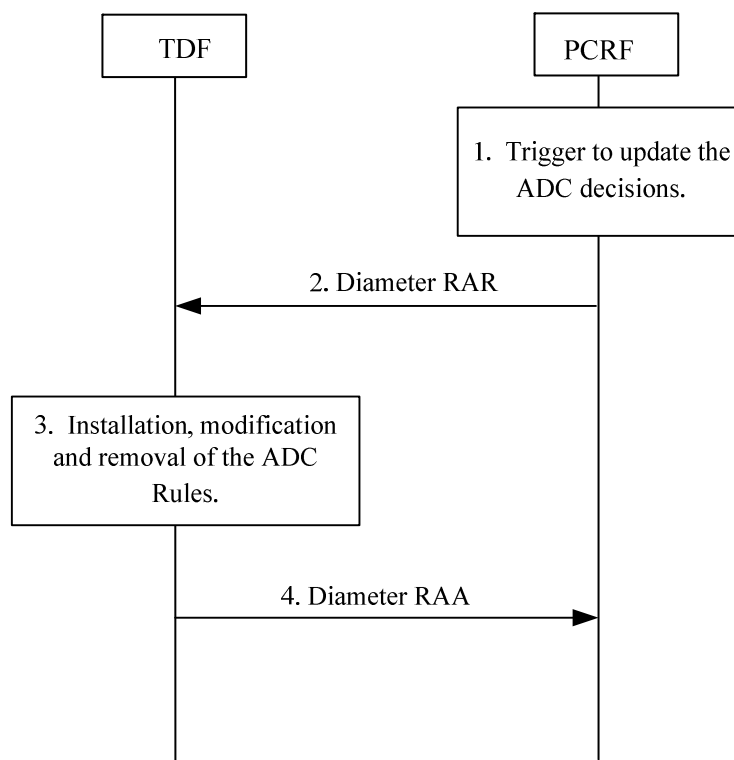 TDF
PCRF
1. Trigger to update the
ADC decisions.
2. Diameter RAR
3. Installation, modification
and removal of the ADC
Rules.
4. Diameter RAA